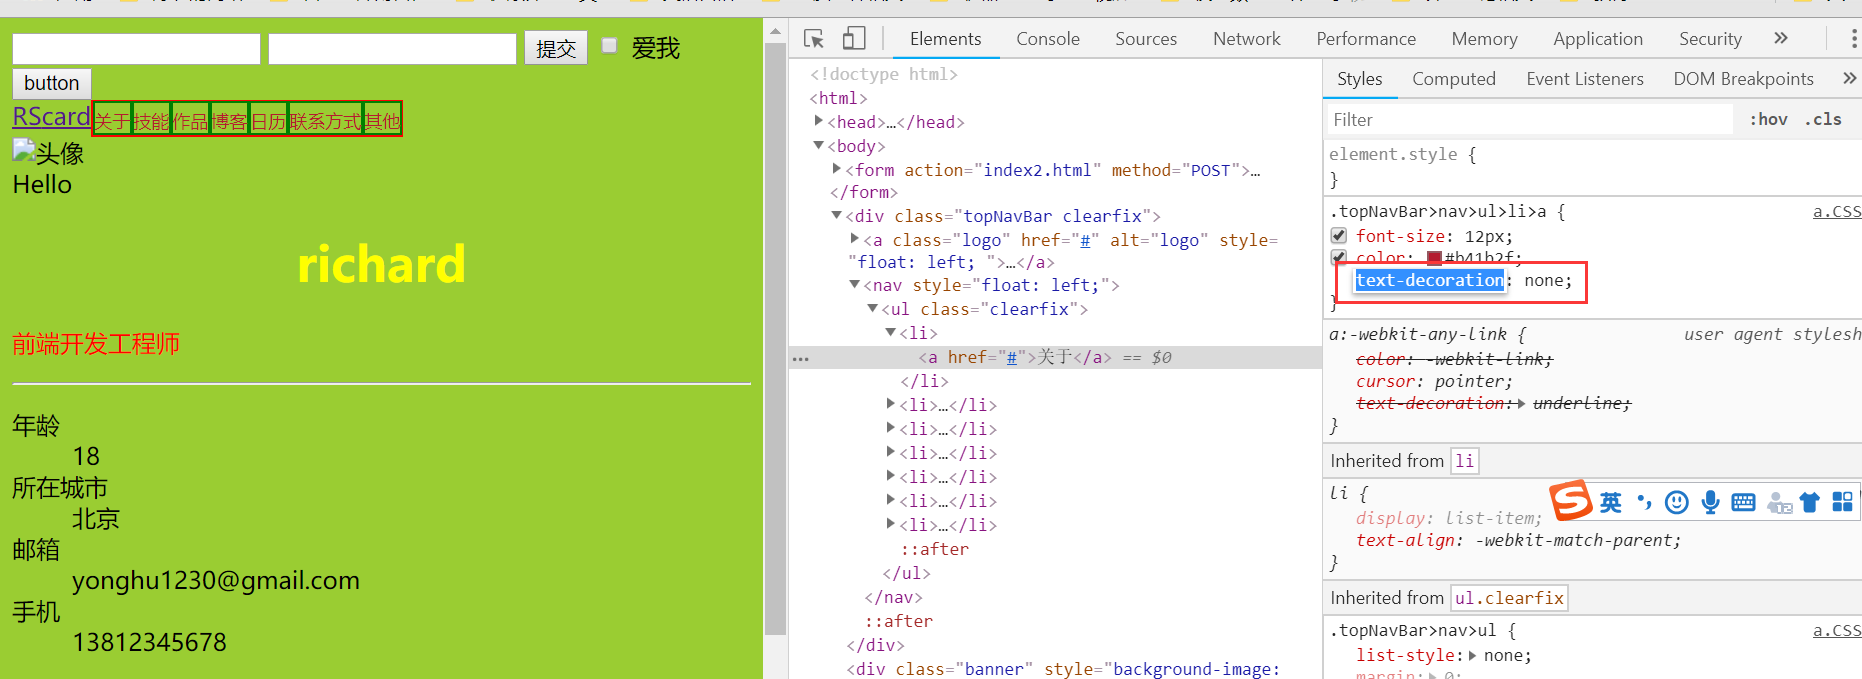 提交 爱我
button
RScard 关于 技能 作品 博客 日历 联系方式 其他
头像
Hello
richard
前端开发工程师
年龄
18
所在城市
北京
邮箱
yonghu1230@gmail.com
手机
13812345678
Elements Console Sources Network Performance Memory Application Security »
<!doctype html>
<html>
<head>…</head>
<body>
<form action="index2.html" method="POST">…
</form>
<div class="topNavBar clearfix">
<a class="logo" href="#" alt="logo" style=
"float: left; ">…</a>
<nav style="float: left;">
<ul class="clearfix">
<li>
... <a href="#">关于</a> == $0
</li>
<li>…</li>
<li>…</li>
<li>…</li>
<li>…</li>
<li>…</li>
<li>…</li>
::after
</ul>
</nav>
::after
</div>
<div class="banner" style="background-image:
Styles Computed Event Listeners DOM Breakpoints »
Filter :hov .cls
element.style {
}
.topNavBar>nav>ul>li>a { a.CSS
font-size: 12px;
color: #b41b2f;
text-decoration: none;
}
a:-webkit-any-link { user agent stylesh
color: -webkit-link;
cursor: pointer;
text-decoration: underline;
}
Inherited from li
li {
display: list-item;
text-align: -webkit-match-parent;
}
S 英 12
Inherited from ul.clearfix
.topNavBar>nav>ul { a.CSS
list-style: none;
margin: 0;